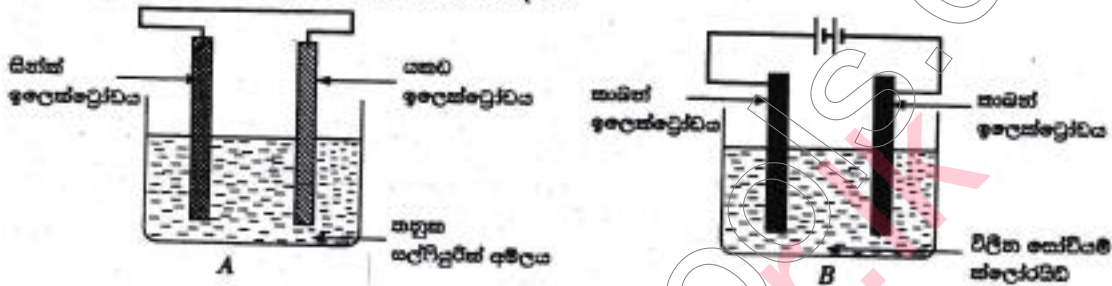 සින්ක්
ඉලෙක්ට්‍රෝඩය
යකඩ
ඉලෙක්ට්‍රෝඩය
තනුක
සල්ෆියුරික් අම්ලය
A
කාබන්
ඉලෙක්ට්‍රෝඩය
කාබන්
ඉලෙක්ට්‍රෝඩය
විලීන සෝඩියම්
ක්ලෝරයිඩ්
B